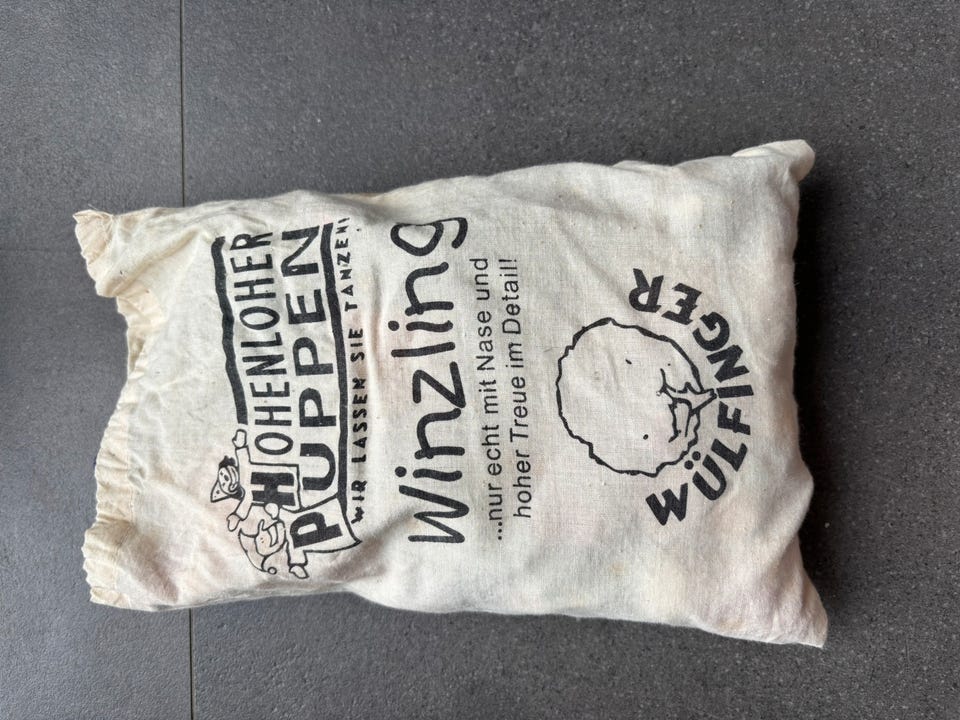 HOHENLOHER
PUPPEN
WIR LASSEN SIE TANZEN!
Winzling
...nur echt mit Nase und
hoher Treue im Detail!
WÜLFINGER